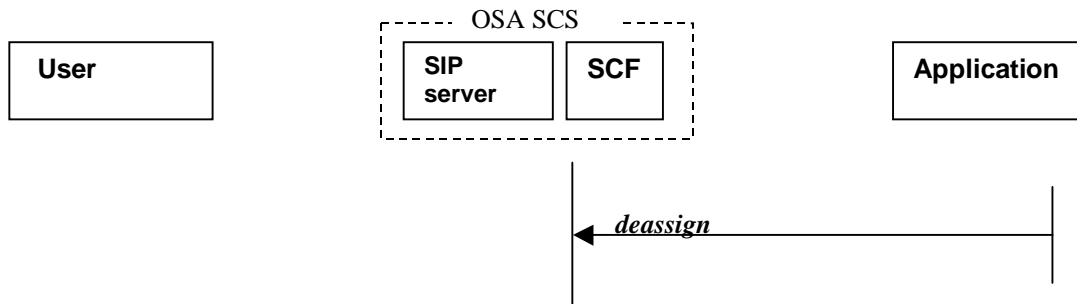 OSA SCS
User
SIP
server
SCF
Application
deassign